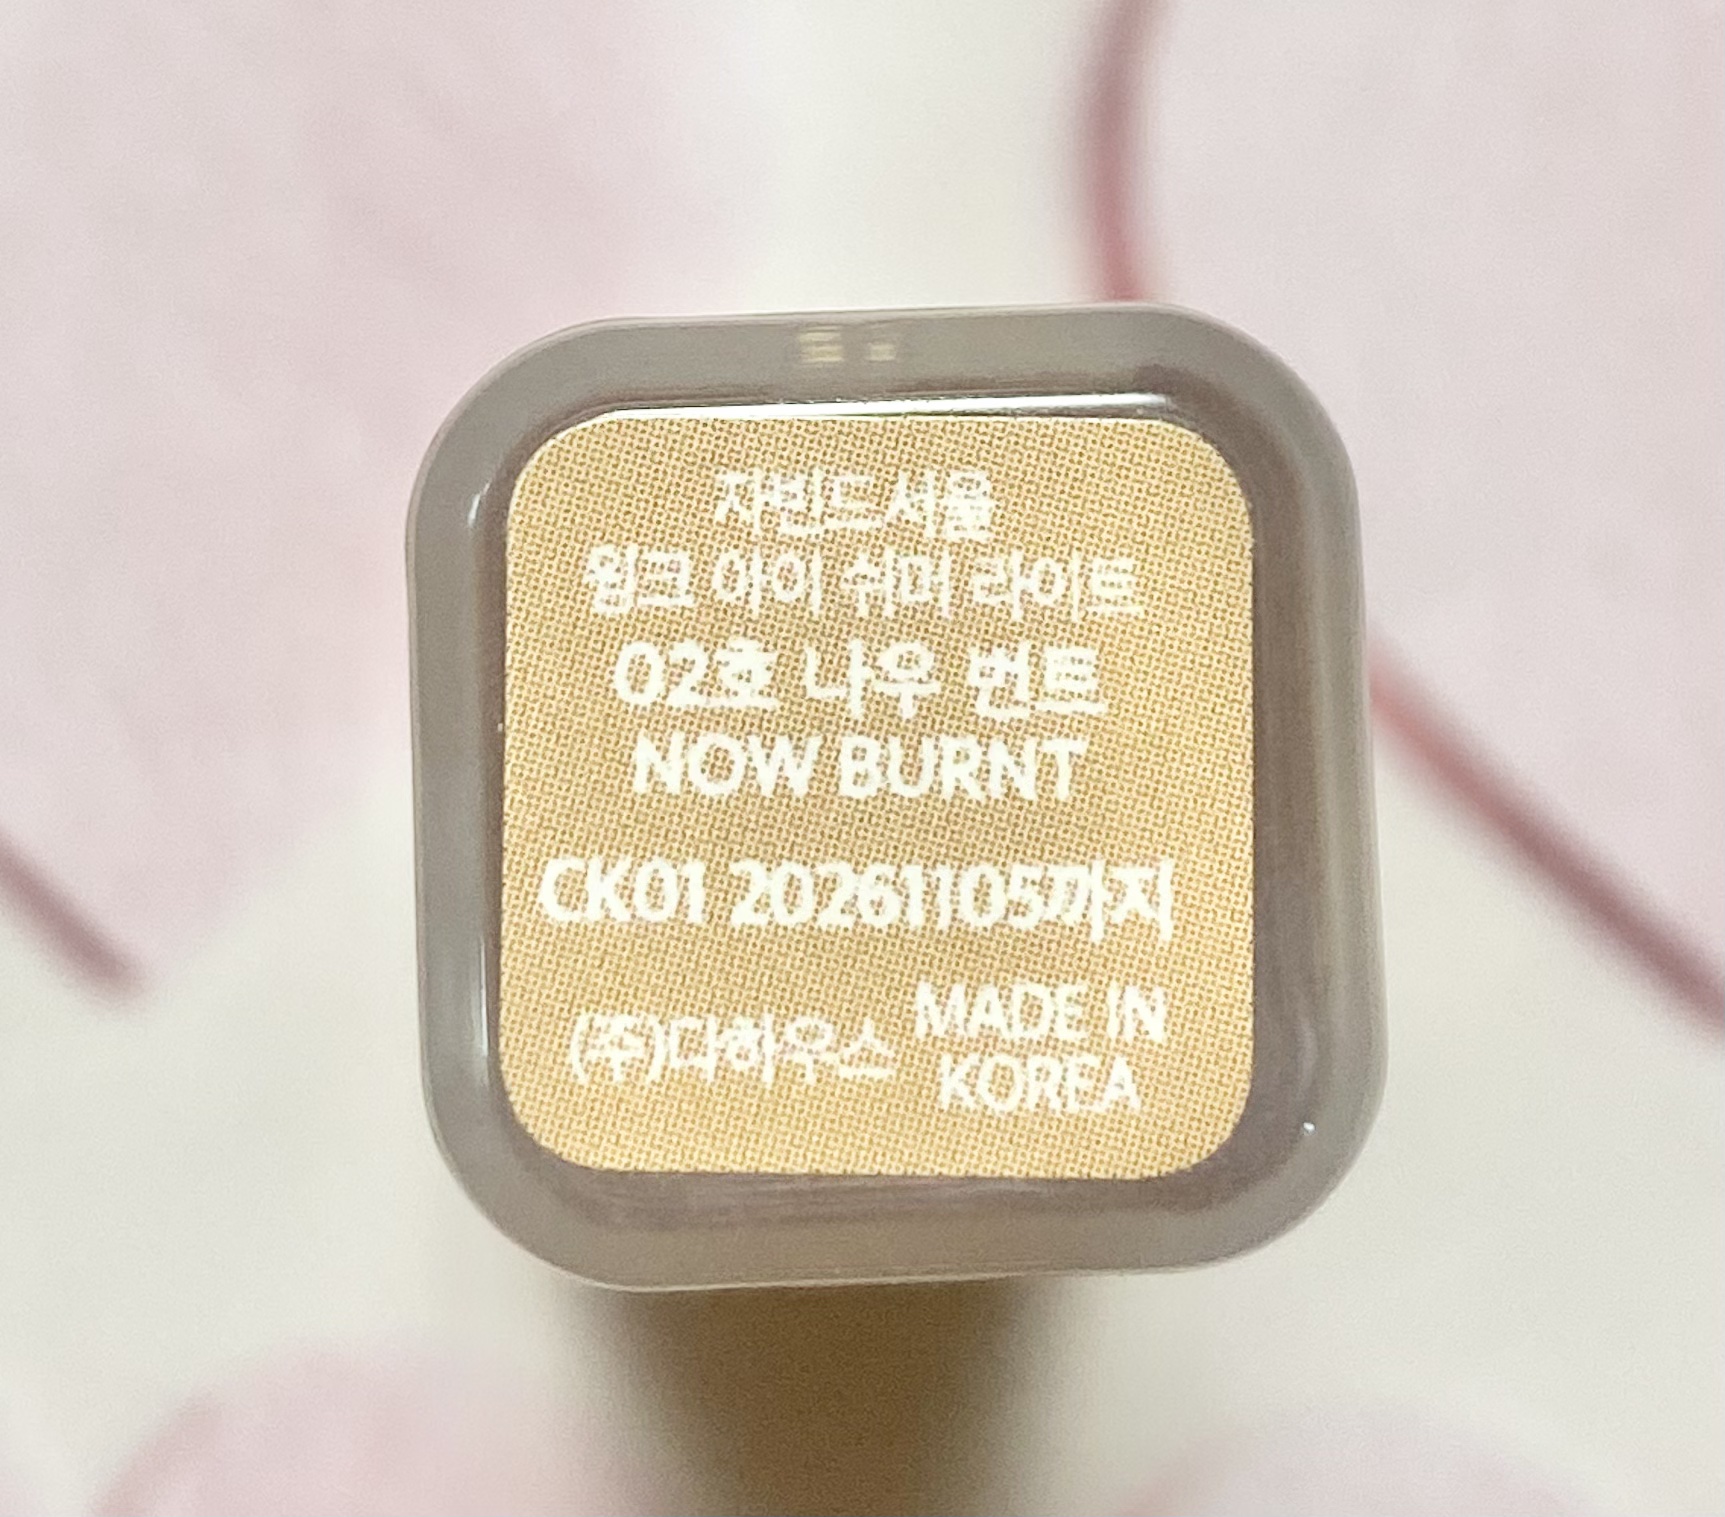 자빈드서울
윙크 아이 쉬머 라이트
02호 나우 번트
NOW BURNT
CK01 20261105까지
(주)다하우스 MADE IN
KOREA